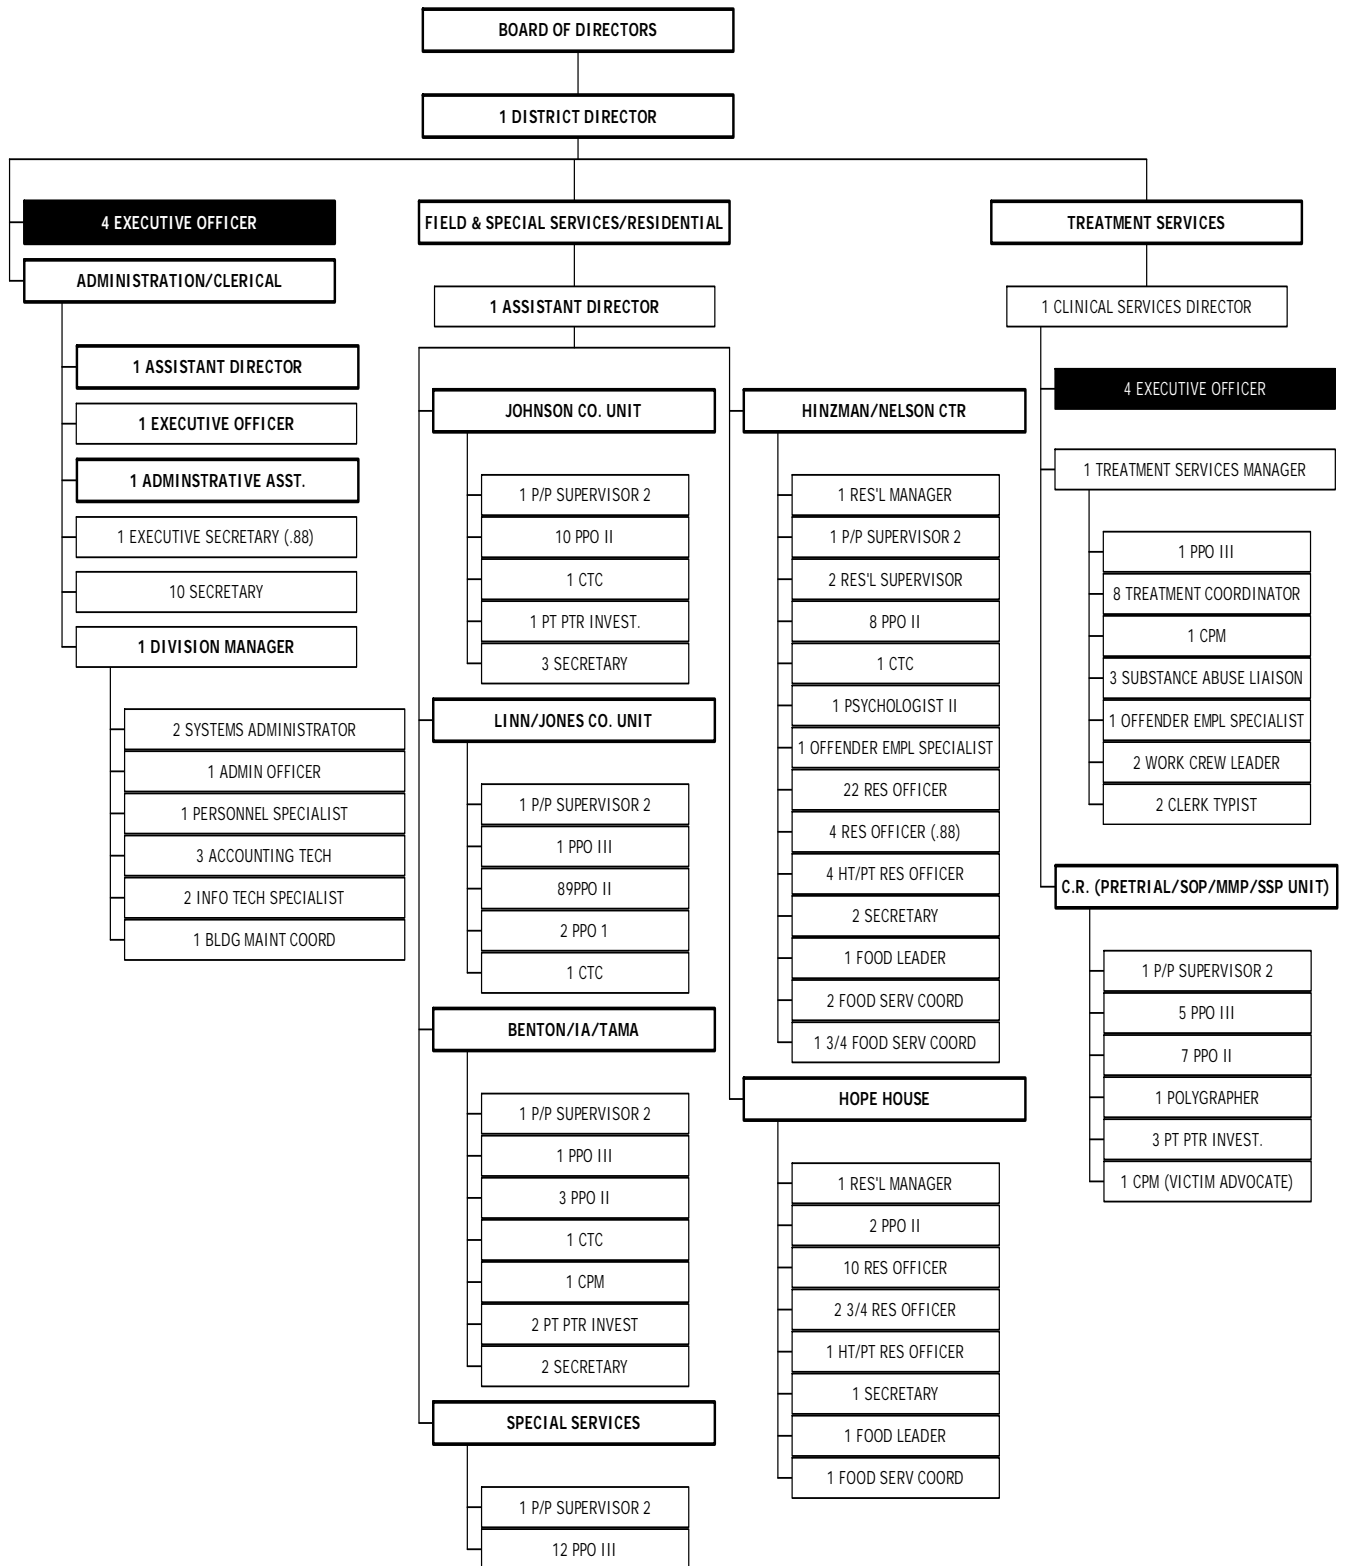 BOARD OF DIRECTORS
1 DISTRICT DIRECTOR
4 EXECUTIVE OFFICER
ADMINISTRATION/CLERICAL
1 ASSISTANT DIRECTOR
1 EXECUTIVE OFFICER
1 ADMINSTRATIVE ASST.
1 EXECUTIVE SECRETARY (.88)
10 SECRETARY
1 DIVISION MANAGER
2 SYSTEMS ADMINISTRATOR
1 ADMIN OFFICER
1 PERSONNEL SPECIALIST
3 ACCOUNTING TECH
2 INFO TECH SPECIALIST
1 BLDG MAINT COORD
FIELD & SPECIAL SERVICES/RESIDENTIAL
1 ASSISTANT DIRECTOR
JOHNSON CO. UNIT
1 P/P SUPERVISOR 2
10 PPO II
1 CTC
1 PT PTR INVEST.
3 SECRETARY
LINN/JONES CO. UNIT
1 P/P SUPERVISOR 2
1 PPO III
89PPO II
2 PPO 1
1 CTC
BENTON/IA/TAMA
1 P/P SUPERVISOR 2
1 PPO III
3 PPO II
1 CTC
1 CPM
2 PT PTR INVEST
2 SECRETARY
SPECIAL SERVICES
1 P/P SUPERVISOR 2
12 PPO III
HINZMAN/NELSON CTR
1 RES'L MANAGER
1 P/P SUPERVISOR 2
2 RES'L SUPERVISOR
8 PPO II
1 CTC
1 PSYCHOLOGIST II
1 OFFENDER EMPL SPECIALIST
22 RES OFFICER
4 RES OFFICER (.88)
4 HT/PT RES OFFICER
2 SECRETARY
1 FOOD LEADER
2 FOOD SERV COORD
1 3/4 FOOD SERV COORD
HOPE HOUSE
1 RES'L MANAGER
2 PPO II
10 RES OFFICER
2 3/4 RES OFFICER
1 HT/PT RES OFFICER
1 SECRETARY
1 FOOD LEADER
1 FOOD SERV COORD
TREATMENT SERVICES
1 CLINICAL SERVICES DIRECTOR
4 EXECUTIVE OFFICER
1 TREATMENT SERVICES MANAGER
1 PPO III
8 TREATMENT COORDINATOR
1 CPM
3 SUBSTANCE ABUSE LIAISON
1 OFFENDER EMPL SPECIALIST
2 WORK CREW LEADER
2 CLERK TYPIST
C.R. (PRETRIAL/SOP/MMP/SSP UNIT)
1 P/P SUPERVISOR 2
5 PPO III
7 PPO II
1 POLYGRAPHER
3 PT PTR INVEST.
1 CPM (VICTIM ADVOCATE)